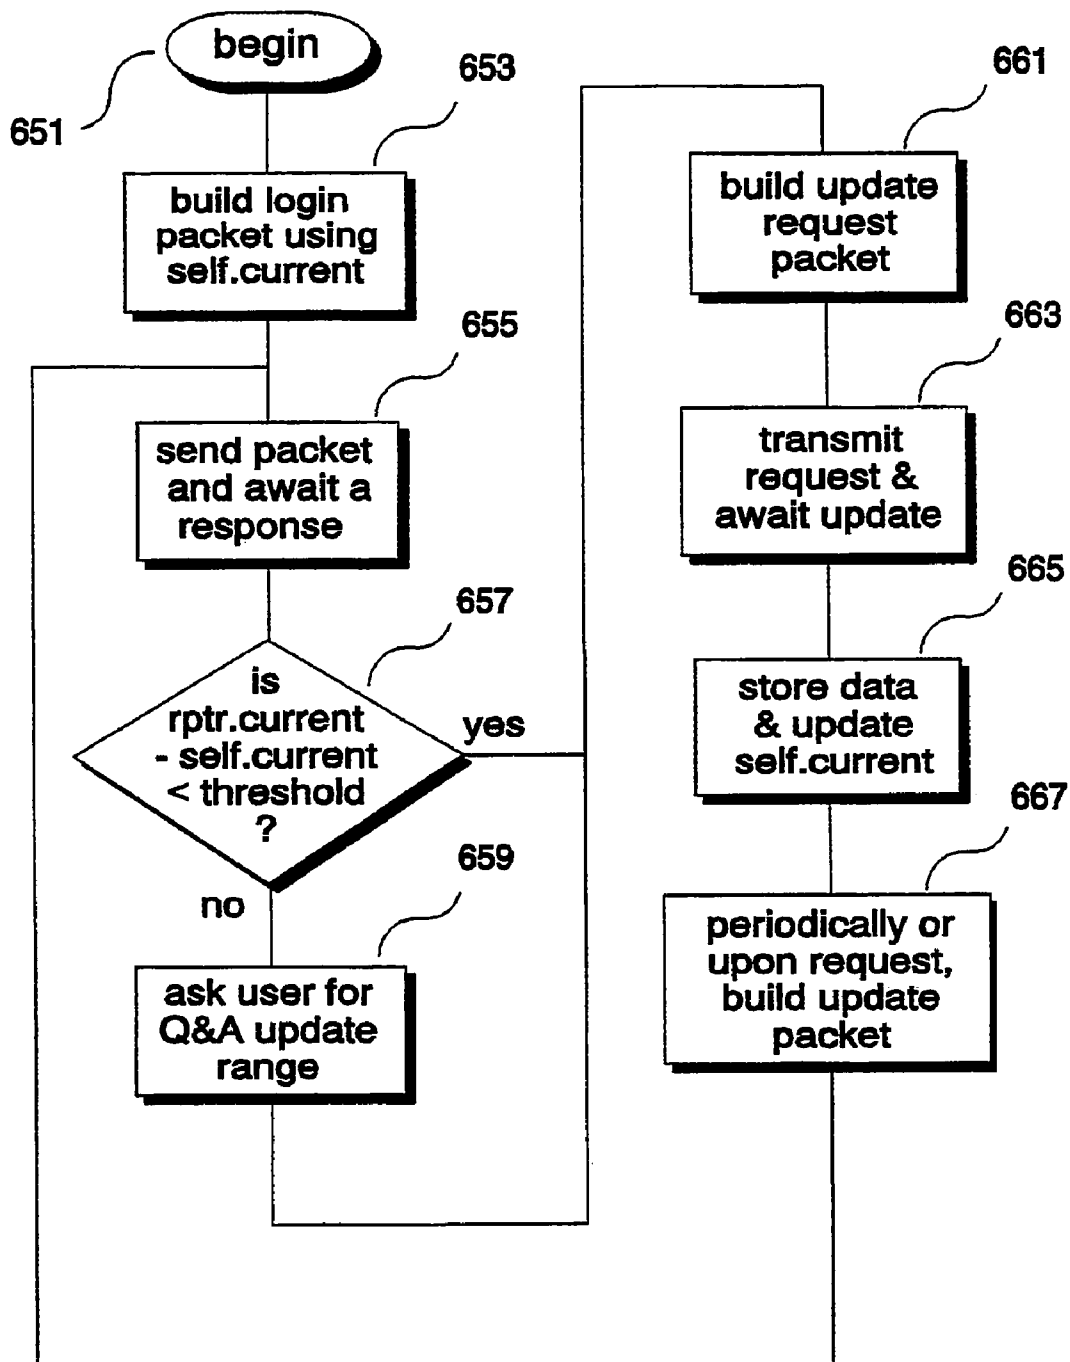 begin
651
653
build login
packet using
self.current
655
send packet
and await a
response
657
is
rptr.current
- self.current
< threshold
?
yes
no
659
ask user for
Q&A update
range
661
build update
request
packet
663
transmit
request &
await update
665
store data
& update
self.current
667
periodically or
upon request,
build update
packet